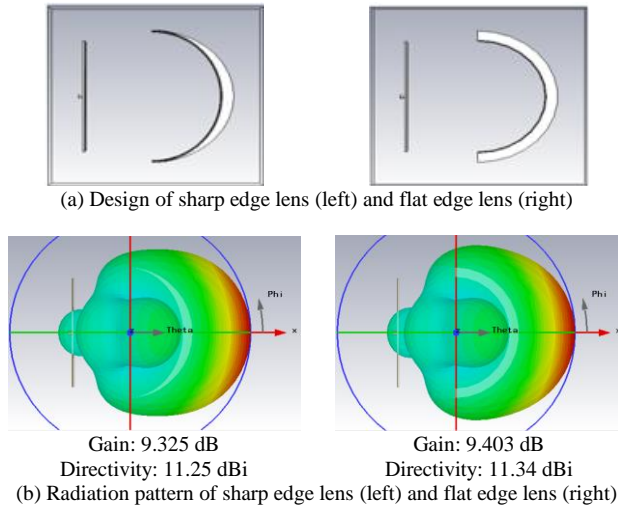 (a) Design of sharp edge lens (left) and flat edge lens (right)
Phi
Theta
x
Phi
Theta
Gain: 9.325 dB
Gain: 9.403 dB
Directivity: 11.25 dBi
Directivity: 11.34 dBi
(b) Radiation pattern of sharp edge lens (left) and flat edge lens (right)